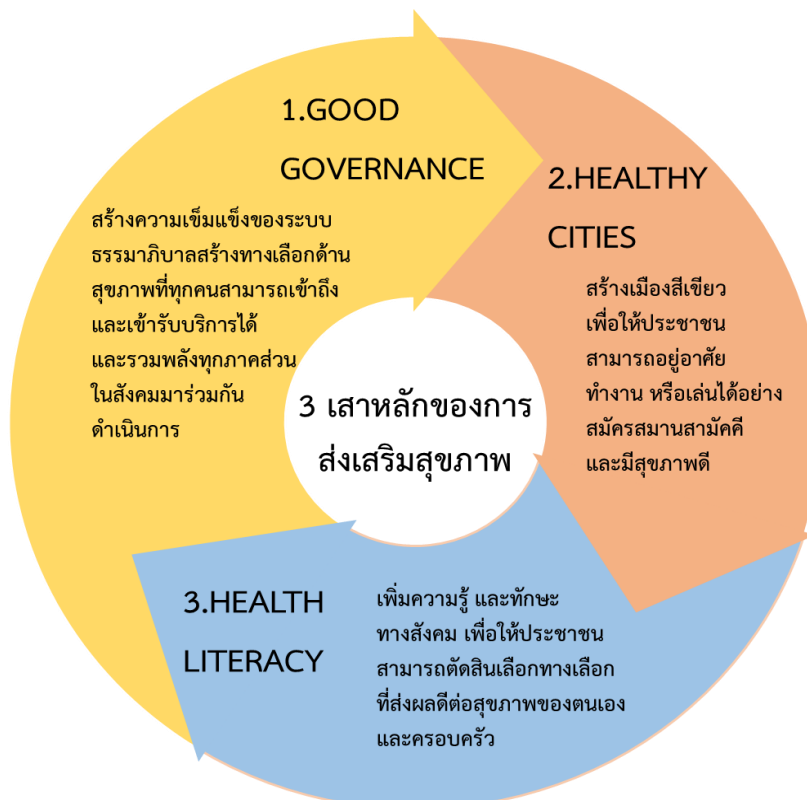 1.GOOD
GOVERNANCE
สร้างความเข็มแข็งของระบบ
ธรรมาภิบาลสร้างทางเลือกด้าน
สุขภาพที่ทุกคนสามารถเข้าถึง
และเข้ารับบริการได้
และรวมพลังทุกภาคส่วน
ในสังคมมาร่วมกัน
ดำเนินการ
2.HEALTHY
CITIES
สร้างเมืองสีเขียว
เพื่อให้ประชาชน
สามารถอยู่อาศัย
ทำงาน หรือเล่นได้อย่าง
สมัครสมานสามัคคี
และมีสุขภาพดี
3 เสาหลักของการ
ส่งเสริมสุขภาพ
3.HEALTH
LITERACY
เพิ่มความรู้ และทักษะ
ทางสังคม เพื่อให้ประชาชน
สามารถตัดสินเลือกทางเลือก
ที่ส่งผลดีต่อสุขภาพของตนเอง
และครอบครัว